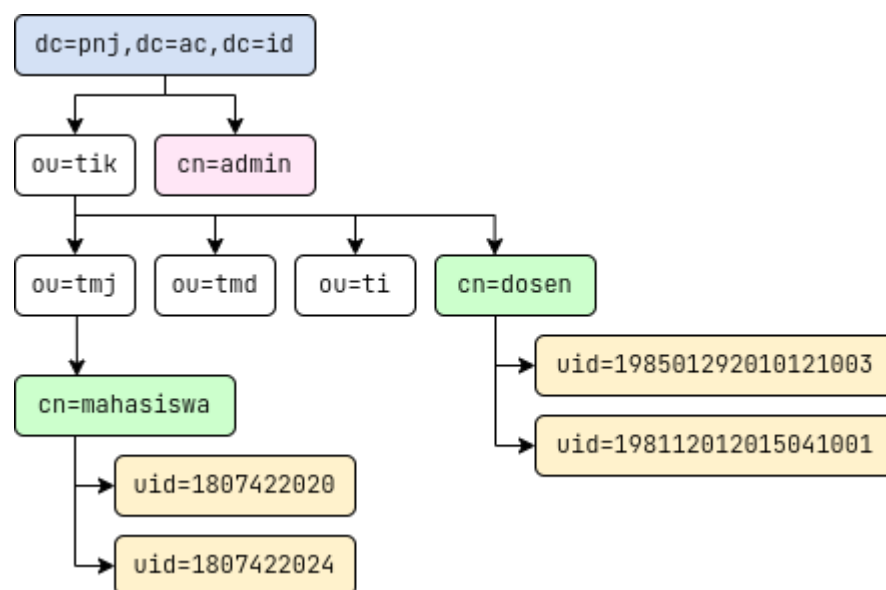 dc=pnj,dc=ac,dc=id
ou=tik
cn=admin
ou=tmj
ou=tmd
ou=ti
cn=dosen
uid=198501292010121003
uid=198112012015041001
cn=mahasiswa
uid=1807422020
uid=1807422024